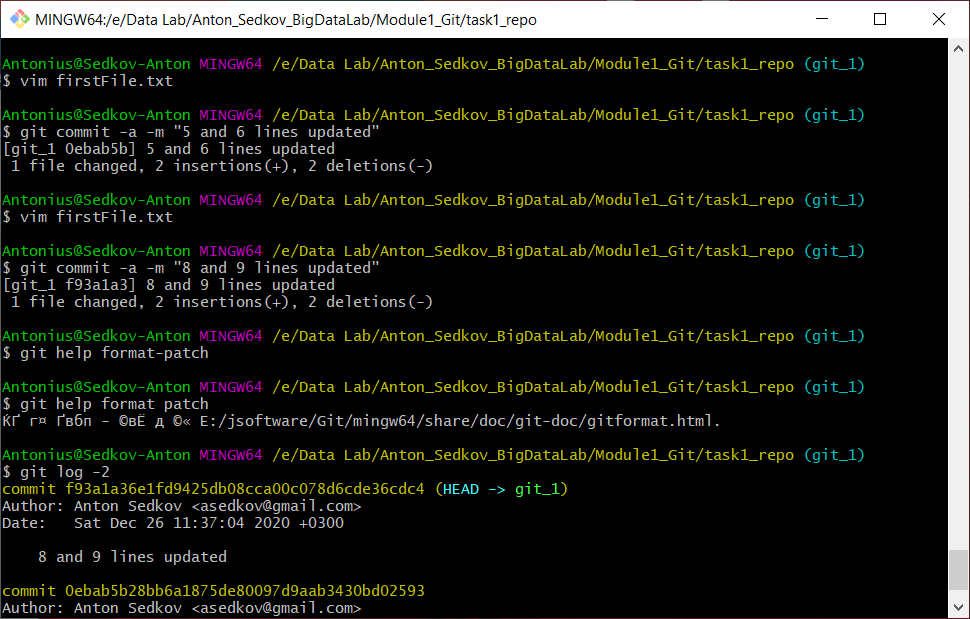 MINGW64:/e/Data Lab/Anton_Sedkov_BigDataLab/Module1_Git/task1_repo
Antonius@Sedkov-Anton MINGW64 /e/Data Lab/Anton_Sedkov_BigDataLab/Module1_Git/task1_repo (git_1)
$ vim firstFile.txt
Antonius@Sedkov-Anton MINGW64 /e/Data Lab/Anton_Sedkov_BigDataLab/Module1_Git/task1_repo (git_1)
$ git commit -a -m "5 and 6 lines updated"
[git_1 0ebab5b] 5 and 6 lines updated
 1 file changed, 2 insertions(+), 2 deletions(-)
Antonius@Sedkov-Anton MINGW64 /e/Data Lab/Anton_Sedkov_BigDataLab/Module1_Git/task1_repo (git_1)
$ vim firstFile.txt
Antonius@Sedkov-Anton MINGW64 /e/Data Lab/Anton_Sedkov_BigDataLab/Module1_Git/task1_repo (git_1)
$ git commit -a -m "8 and 9 lines updated"
[git_1 f93a1a3] 8 and 9 lines updated
 1 file changed, 2 insertions(+), 2 deletions(-)
Antonius@Sedkov-Anton MINGW64 /e/Data Lab/Anton_Sedkov_BigDataLab/Module1_Git/task1_repo (git_1)
$ git help format-patch
Antonius@Sedkov-Anton MINGW64 /e/Data Lab/Anton_Sedkov_BigDataLab/Module1_Git/task1_repo (git_1)
$ git help format patch
ЌҐ г¤ Ґвбп - ©вЁ д ©« E:/jsoftware/Git/mingw64/share/doc/git-doc/gitformat.html.
Antonius@Sedkov-Anton MINGW64 /e/Data Lab/Anton_Sedkov_BigDataLab/Module1_Git/task1_repo (git_1)
$ git log -2
commit f93a1a36e1fd9425db08cca00c078d6cde36cdc4 (HEAD -> git_1)
Author: Anton Sedkov <asedkov@gmail.com>
Date:   Sat Dec 26 11:37:04 2020 +0300
    8 and 9 lines updated
commit 0ebab5b28bb6a1875de80097d9aab3430bd02593
Author: Anton Sedkov <asedkov@gmail.com>